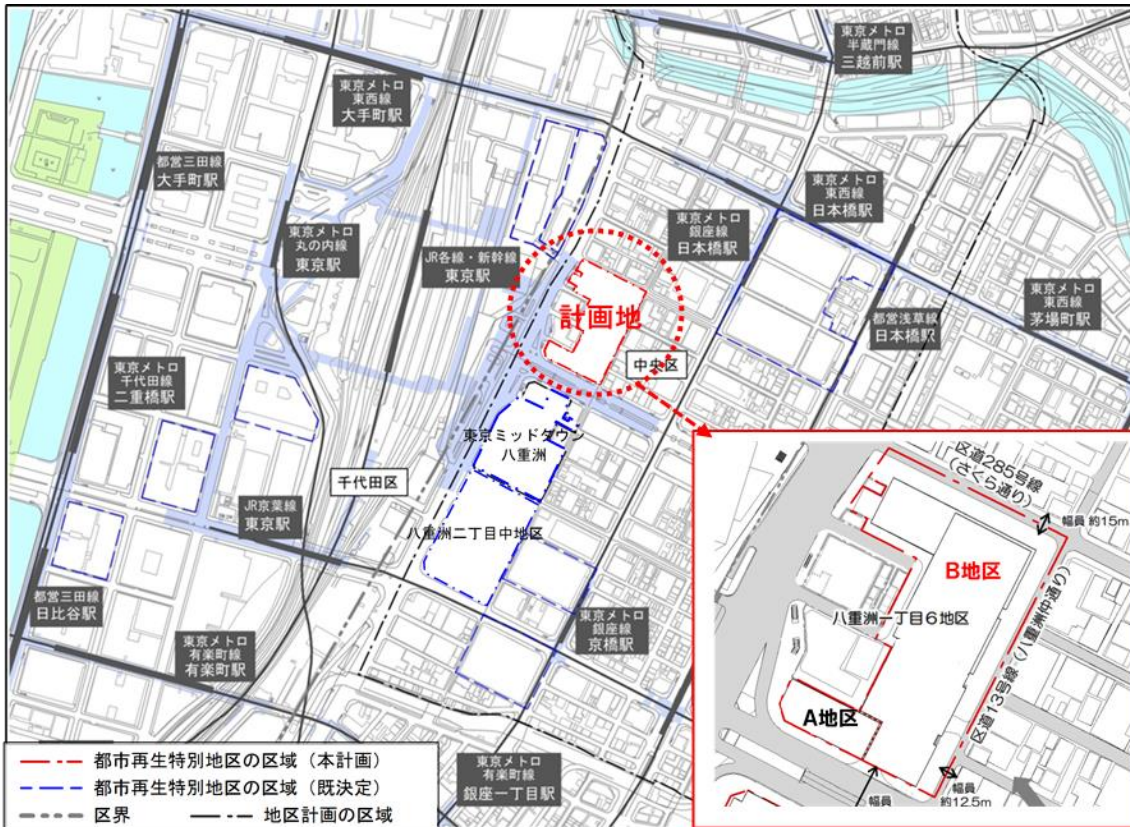 東京メトロ
半蔵門線
三越前駅
東京メトロ
東西線
大手町駅
都営三田線
大手町駅
東京メトロ
東西線
日本橋駅
東京メトロ
銀座線
日本橋駅
東京メトロ
丸の内線
東京駅
JR各線・新幹線
東京駅
東京メトロ
東西線
茅場町駅
計画地
都営浅草線
日本橋駅
中央区
東京メトロ
千代田線
二重橋駅
東京ミッドタウン
八重洲
千代田区
JR京葉線
東京駅
八重洲二丁目中地区
都営三田線
日比谷駅
東京メトロ
銀座線
京橋駅
東京メトロ
有楽町線
有楽町駅
東京メトロ
有楽町線
銀座一丁目駅
区道285号線
(さくら通り)
幅員 約15m
B地区
八重洲一丁目6地区
区道13号線(八重洲仲通り)
A地区
幅員
幅員
約12.5m
都市再生特別地区の区域(本計画)
都市再生特別地区の区域(既決定)
区界
地区計画の区域